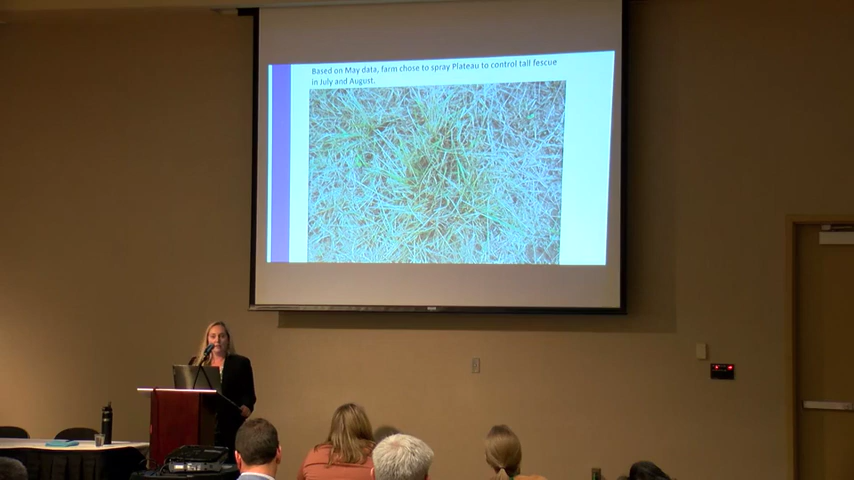 Based on May data, farm chose to spray Plateau to control tall fescue
in July and August.